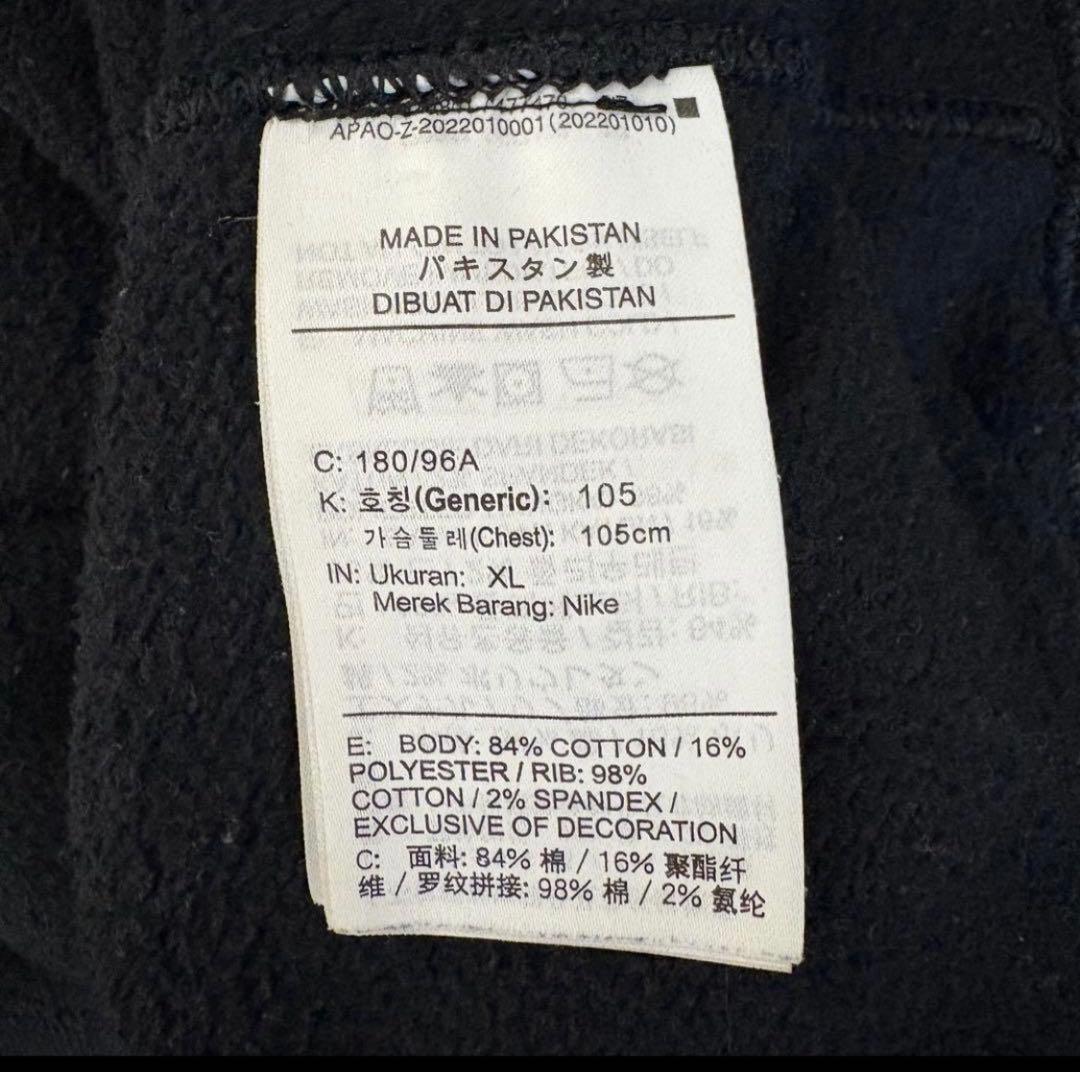 APAO-Z-2022010001(202201010)
MADE IN PAKISTAN
パキスタン製
DIBUAT DI PAKISTAN
C: 180/96A
K: 호칭(Generic): 105
가슴둘레(Chest): 105cm
IN: Ukuran: XL
Merek Barang: Nike
E: BODY: 84% COTTON / 16%
POLYESTER / RIB: 98%
COTTON / 2% SPANDEX /
EXCLUSIVE OF DECORATION
C: 面料: 84% 棉 / 16% 聚酯纤
维 / 罗纹拼接: 98% 棉 / 2% 氨纶